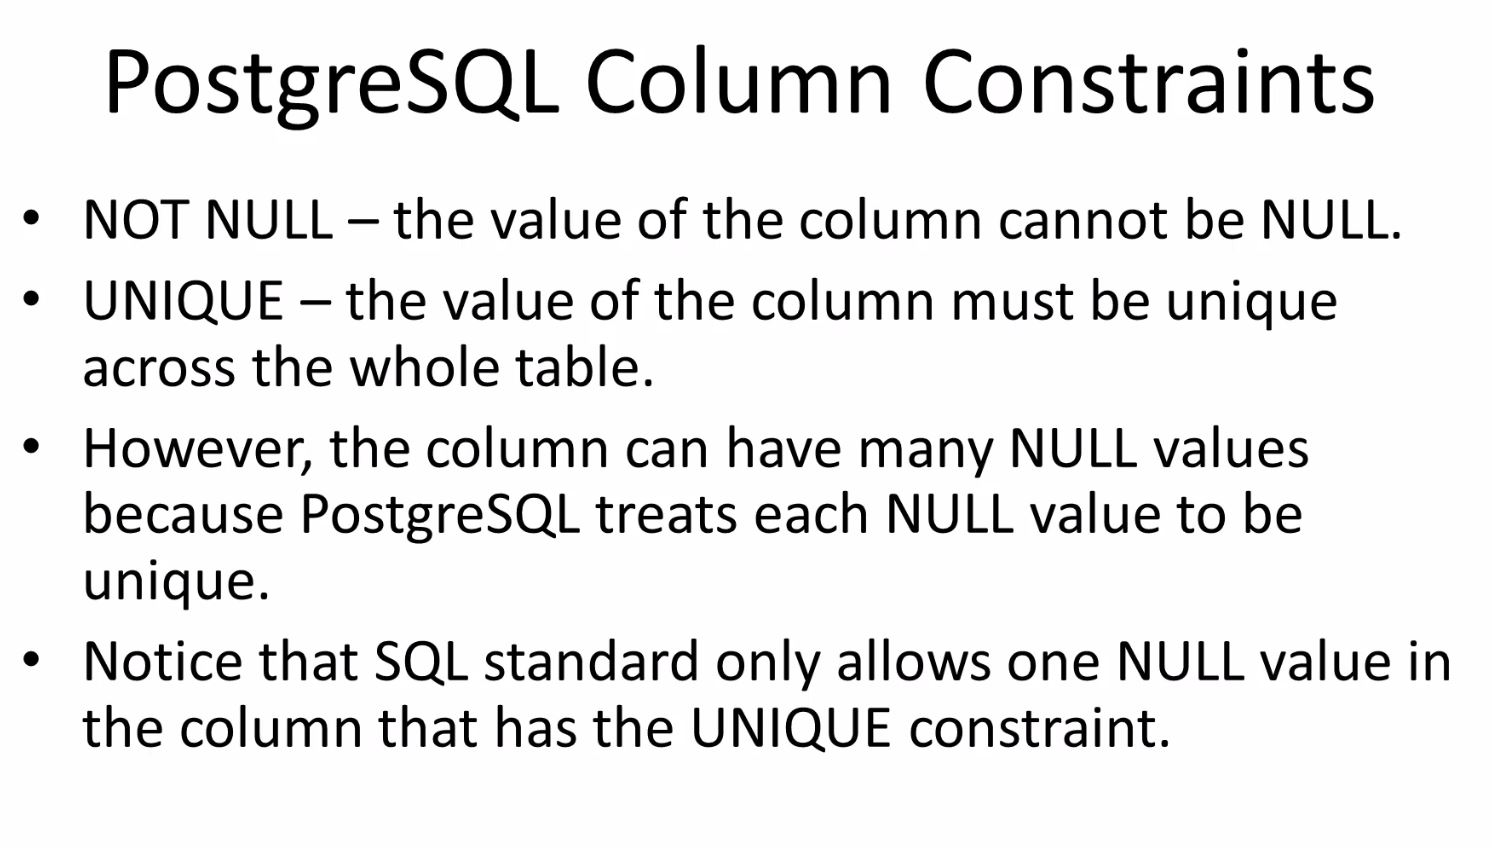 PostgreSQL Column Constraints
• NOT NULL – the value of the column cannot be NULL.
• UNIQUE – the value of the column must be unique
across the whole table.
• However, the column can have many NULL values
because PostgreSQL treats each NULL value to be
unique.
• Notice that SQL standard only allows one NULL value in
the column that has the UNIQUE constraint.